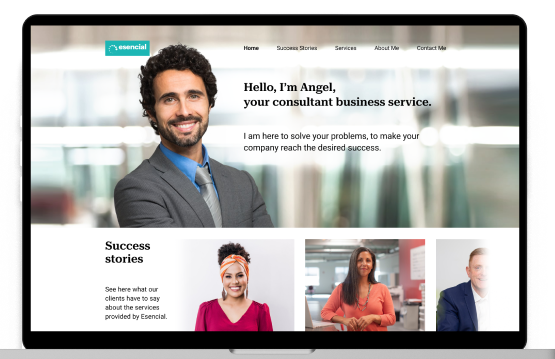 esencial
Home Success Stories Services About Me Contact Me
Hello, I'm Angel,
your consultant business service.
I am here to solve your problems, to make your
company reach the desired success.
Success
stories
See here what our
clients have to say
about the services
provided by Esencial.